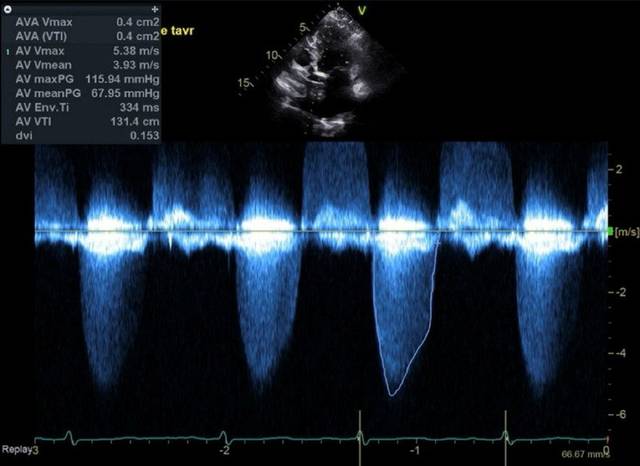 AVA Vmax 0.4 cm2
AVA (VTI) 0.4 cm2
1 AV Vmax 5.38 m/s
AV Vmean 3.93 m/s
AV maxPG 115.94 mmHg
AV meanPG 67.95 mmHg
AV Env.Ti 334 ms
AV VTI 131.4 cm
dvi 0.153
e tavr
V
5
10
15
2
[m/s]
-2
-4
-6
Replay
-3 -2 -1 0
66.67 mm/s